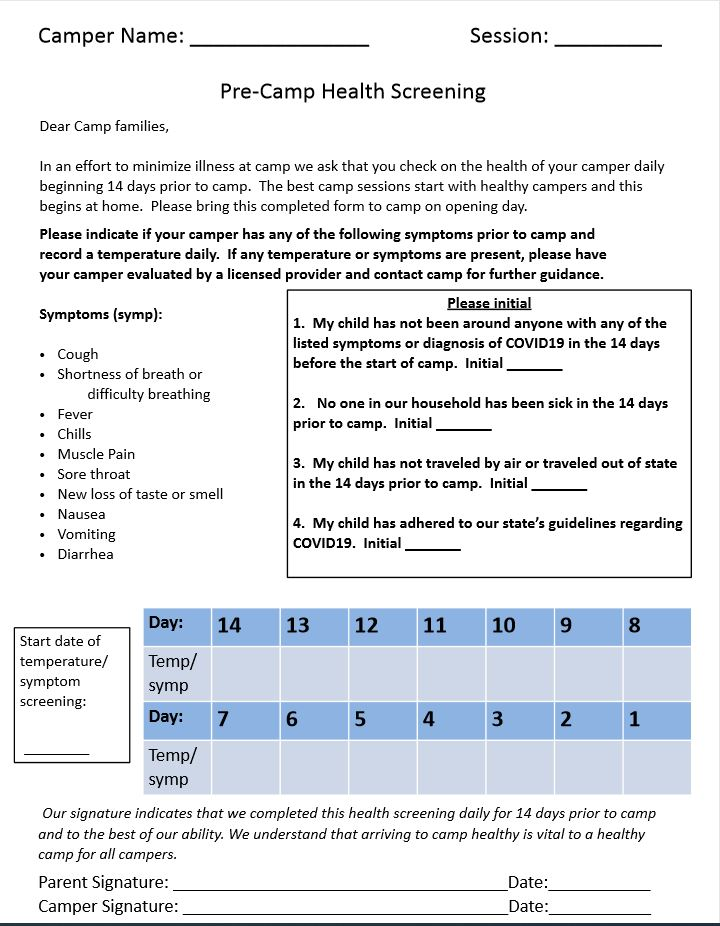 Camper Name: ________________ Session: __________
Pre-Camp Health Screening
Dear Camp families,
In an effort to minimize illness at camp we ask that you check on the health of your camper daily
beginning 14 days prior to camp.  The best camp sessions start with healthy campers and this
begins at home.  Please bring this completed form to camp on opening day.
Please indicate if your camper has any of the following symptoms prior to camp and
record a temperature daily.  If any temperature or symptoms are present, please have
your camper evaluated by a licensed provider and contact camp for further guidance.
Symptoms (symp):
• Cough
• Shortness of breath or
difficulty breathing
• Fever
• Chills
• Muscle Pain
• Sore throat
• New loss of taste or smell
• Nausea
• Vomiting
• Diarrhea
Please initial
1.  My child has not been around anyone with any of the
listed symptoms or diagnosis of COVID19 in the 14 days
before the start of camp.  Initial ________
2.   No one in our household has been sick in the 14 days
prior to camp.  Initial ________
3.  My child has not traveled by air or traveled out of state
in the 14 days prior to camp.  Initial ________
4.  My child has adhered to our state’s guidelines regarding
COVID19.  Initial ________
Start date of
temperature/
symptom
screening:
________
Day: 14 13 12 11 10 9 8
Temp/
symp
Day: 7 6 5 4 3 2 1
Temp/
symp
Our signature indicates that we completed this health screening daily for 14 days prior to camp
and to the best of our ability. We understand that arriving to camp healthy is vital to a healthy
camp for all campers.
Parent Signature: ____________________________________Date:___________
Camper Signature: ___________________________________Date:___________